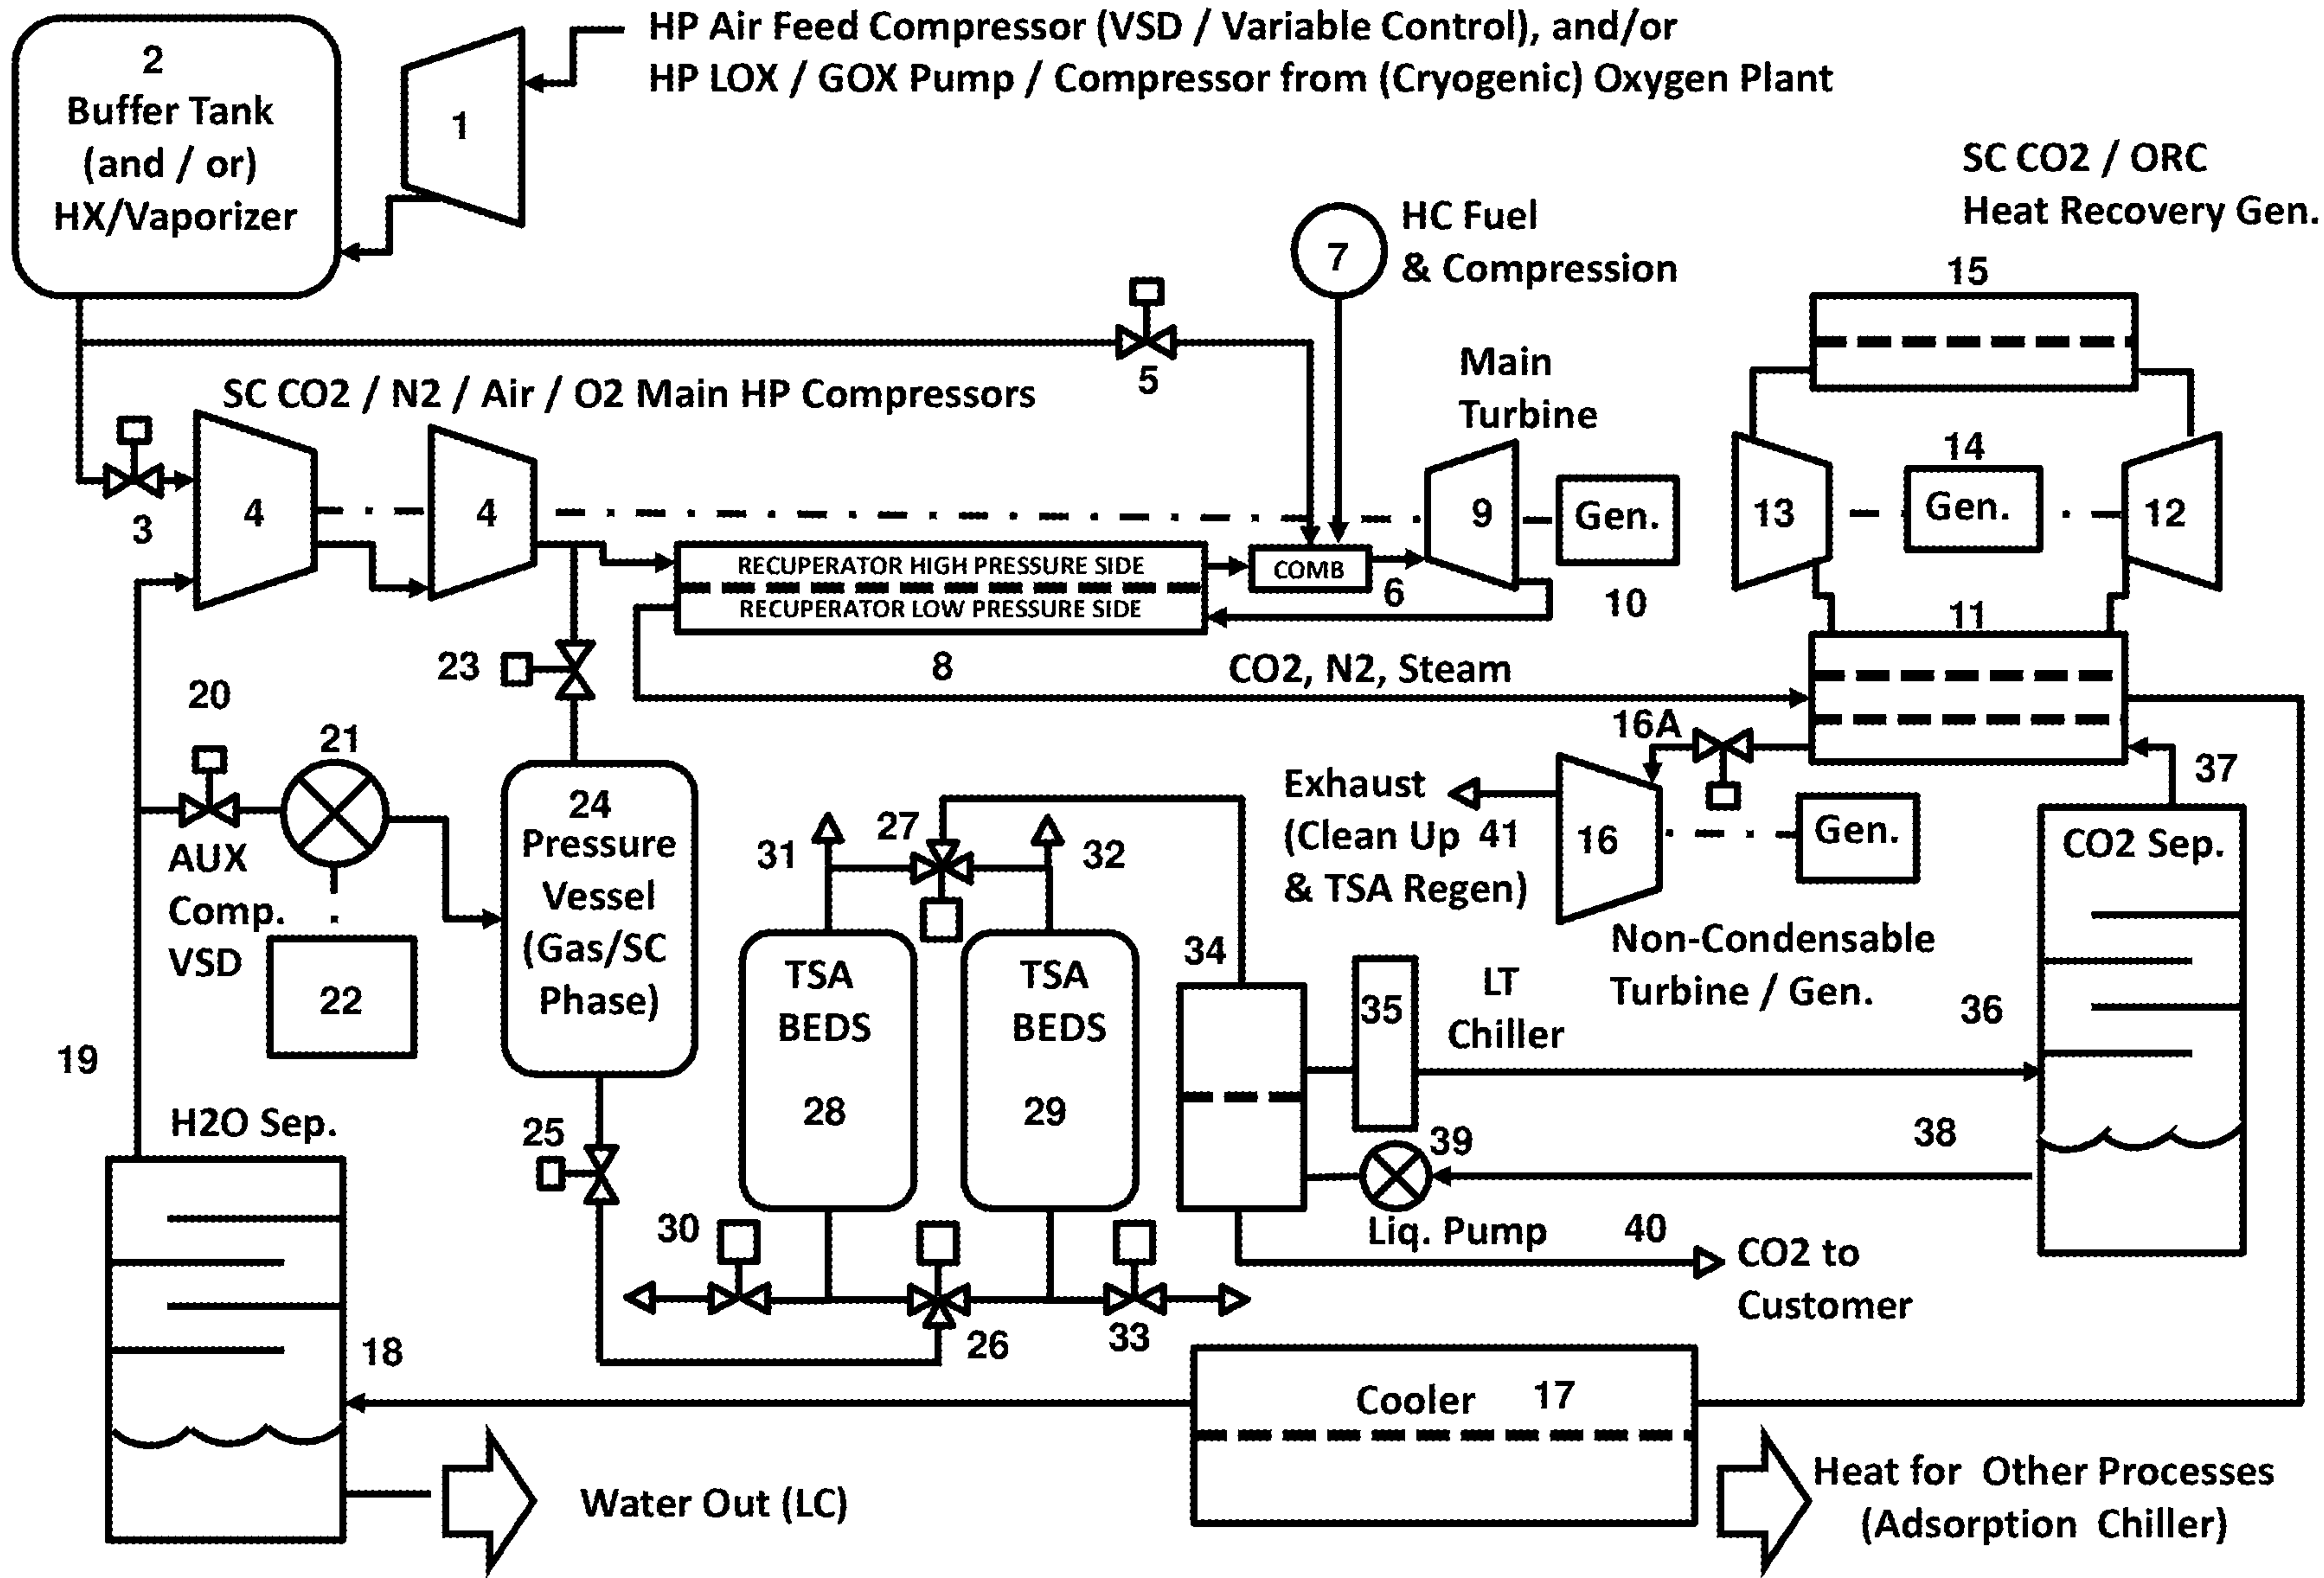 HP Air Feed Compressor (VSD / Variable Control), and/or
HP LOX / GOX Pump / Compressor from (Cryogenic) Oxygen Plant
2
Buffer Tank
(and / or)
HX/Vaporizer
1
SC CO2 / ORC
Heat Recovery Gen.
15
7
HC Fuel
& Compression
5
Main
Turbine
SC CO2 / N2 / Air / O2 Main HP Compressors
3
4
4
9
Gen.
10
13
14
Gen.
12
RECUPERATOR HIGH PRESSURE SIDE
RECUPERATOR LOW PRESSURE SIDE
COMB
6
8
11
23
CO2, N2, Steam
20
21
AUX
Comp.
VSD
22
24
Pressure
Vessel
(Gas/SC
Phase)
16A
37
Exhaust
(Clean Up 41
& TSA Regen)
16
Gen.
Non-Condensable
Turbine / Gen.
CO2 Sep.
31
27
32
34
35
LT
Chiller
36
TSA
BEDS
28
TSA
BEDS
29
19
H2O Sep.
25
30
26
33
39
38
Liq. Pump
40
CO2 to
Customer
18
Cooler 17
Water Out (LC)
Heat for Other Processes
(Adsorption Chiller)